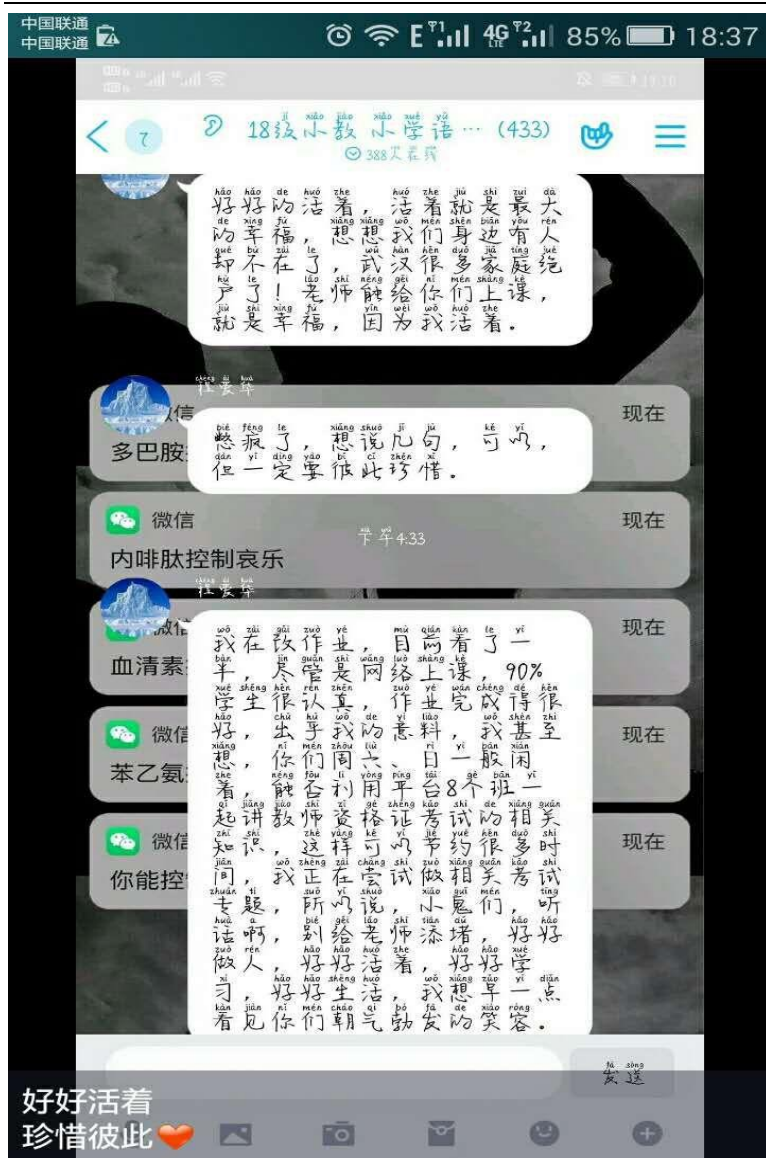 中国联通
中国联通 E T1 4G LTE T2 85% 18:37
7 18级小教 小学语… (433)
388人在线
好好的活着，活着就是最大
的幸福，想想我们身边有人
却不在了，武汉很多家庭绝
户了！老师能给你们上课，
就是幸福，因为我活着．
程爱华
微信 现在
多巴胺
憋疯了，想说几句，可以，
但一定要彼此珍惜．
微信 现在
内啡肽控制哀乐
下午4:33
程爱华
微信 现在
血清素
微信 现在
苯乙氨
微信 现在
你能控
我在改作业，目前看了一
半，尽管是网络上课，90%
学生很认真，作业完成得很
好，出乎我的意料，我甚至
想，你们周六、日一般闲
着，能否利用平台8个班一
起讲教师资格证考试的相关
知识，这样可以节约很多时
间，我正在尝试做相关考试
专题，所以说，小鬼们，听
话啊，别给老师添堵，好好
做人，好好活着，好好学
习，好好生活，我想早一点
看见你们朝气勃发的笑容．
发送
好好活着
珍惜彼此